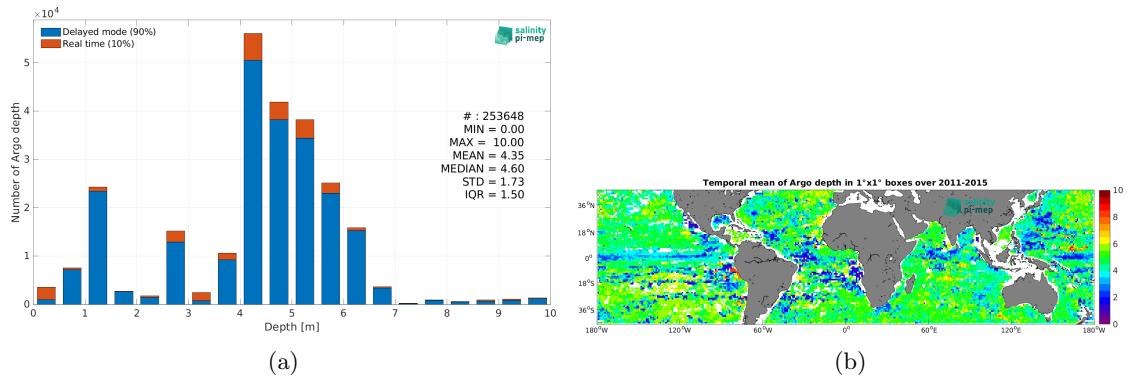 ×10⁴
Delayed mode (90%)
Real time (10%)
salinity
pi-mep
# : 253648
MIN = 0.00
MAX = 10.00
MEAN = 4.35
MEDIAN = 4.60
STD = 1.73
IQR = 1.50
Number of Argo depth
5
4
3
2
1
0
0 1 2 3 4 5 6 7 8 9 10
Depth [m]
(a)
Temporal mean of Argo depth in 1°x1° boxes over 2011-2015
salinity
pi-mep
36°N
18°N
0°
18°S
36°S
180°W 120°W 60°W 0° 60°E 120°E 180°W
10
8
6
4
2
0
(b)